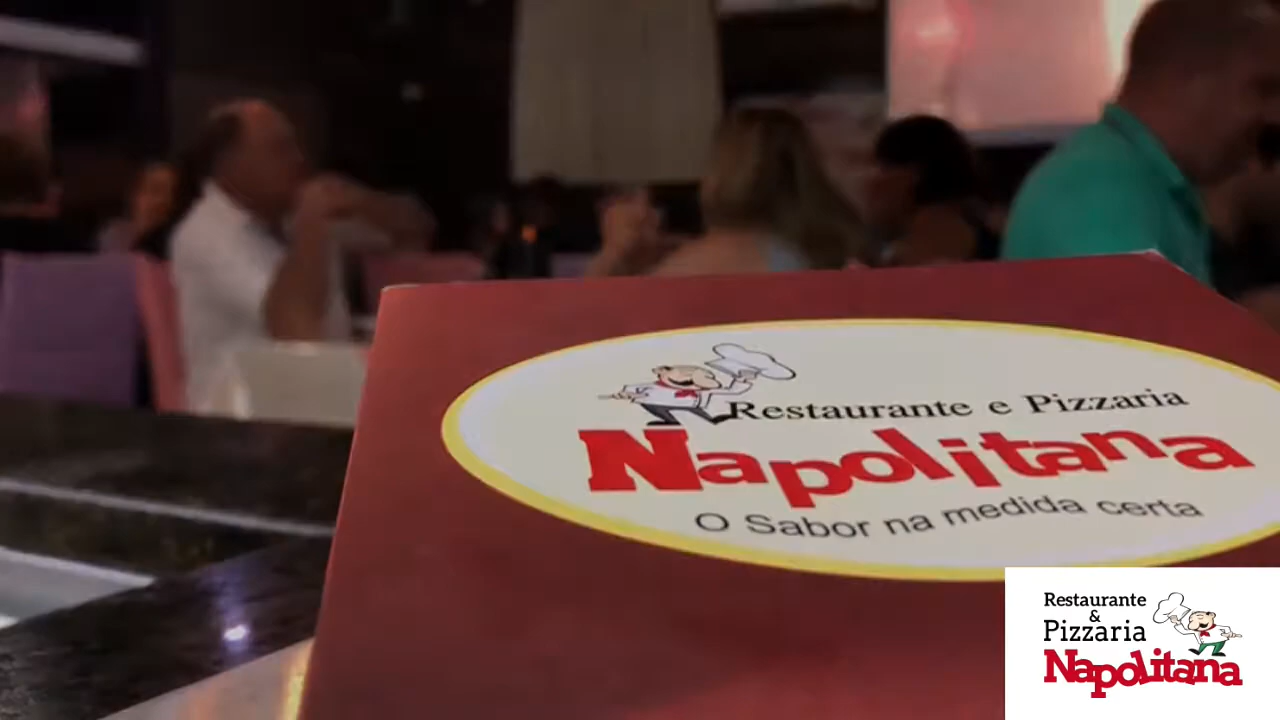 Restaurante e Pizzaria
Napolitana
O Sabor na medida certa
Restaurante
&
Pizzaria
Napolitana